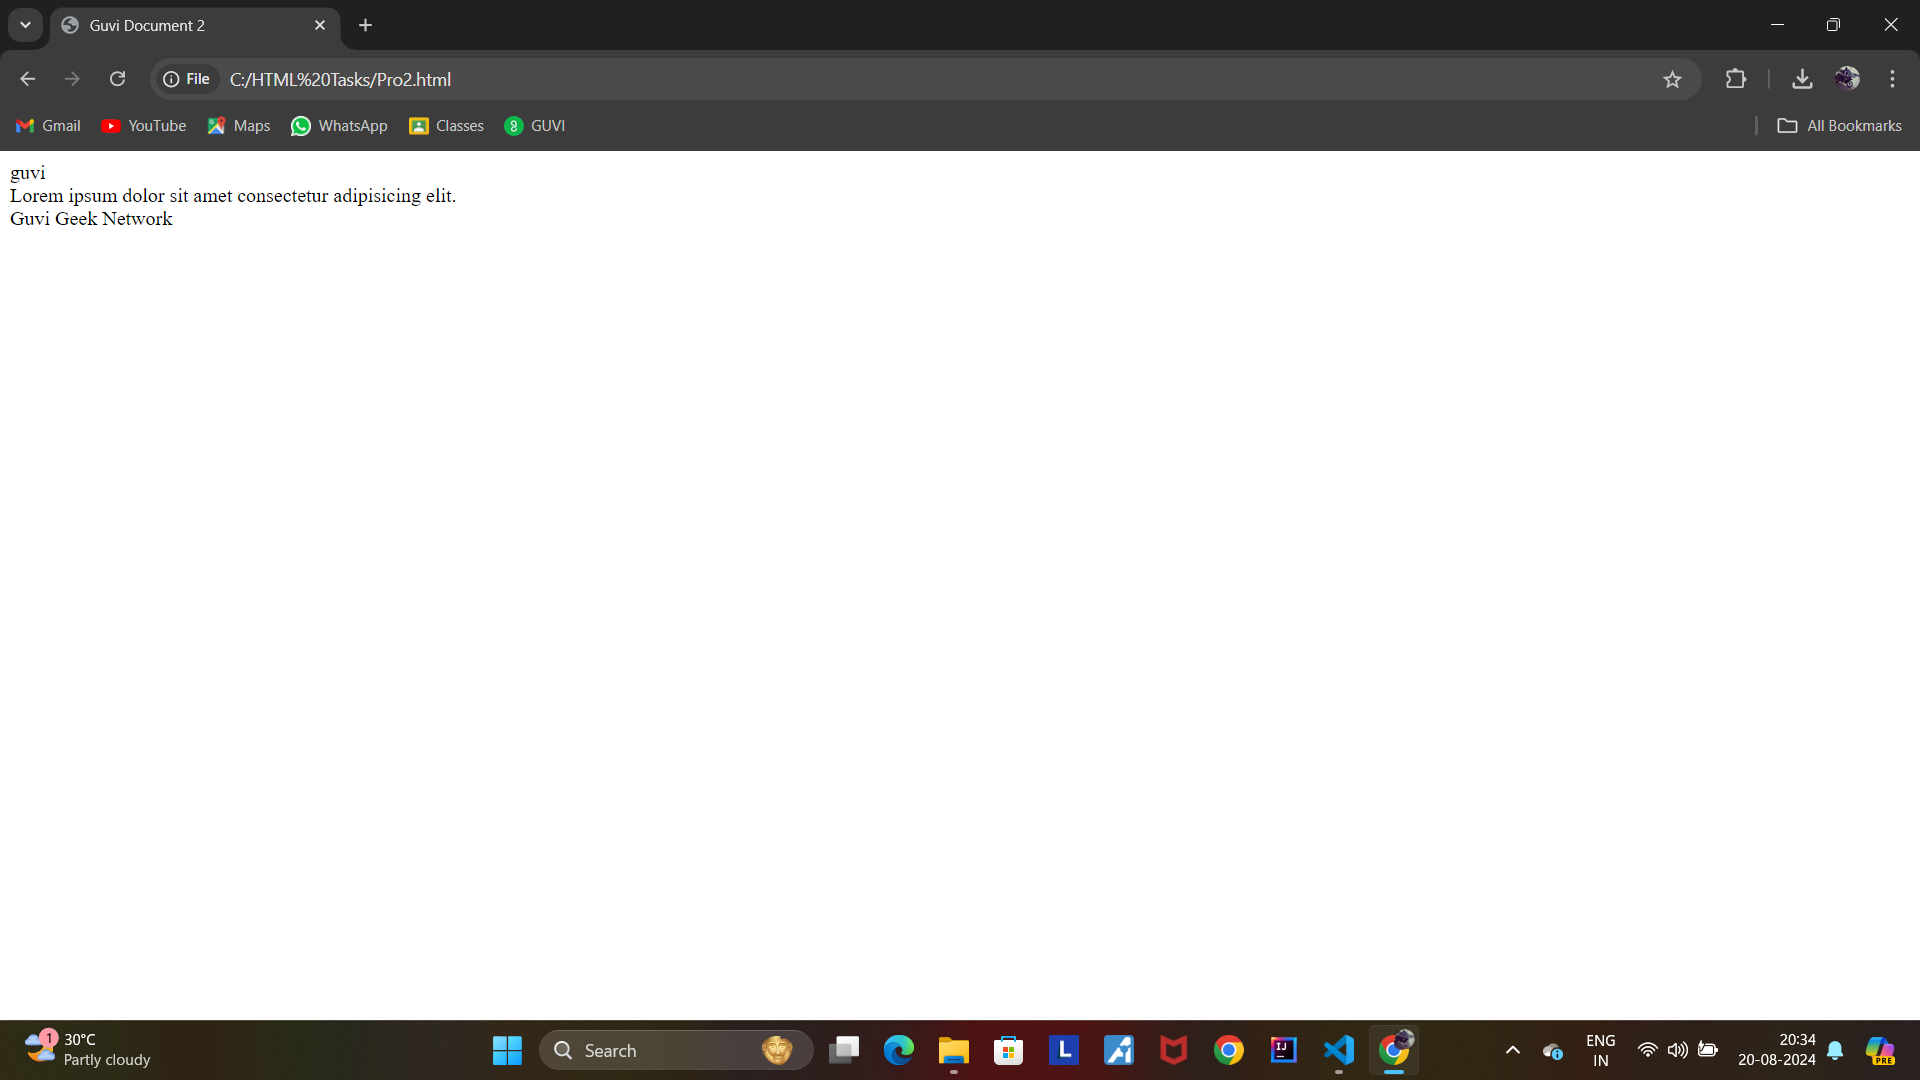 Guvi Document 2
File C:/HTML%20Tasks/Pro2.html
Gmail YouTube Maps WhatsApp Classes GUVI All Bookmarks
guvi
Lorem ipsum dolor sit amet consectetur adipisicing elit.
Guvi Geek Network
1 30°C
Partly cloudy
Search
L
IJ
ENG
IN
20:34
20-08-2024
PRE